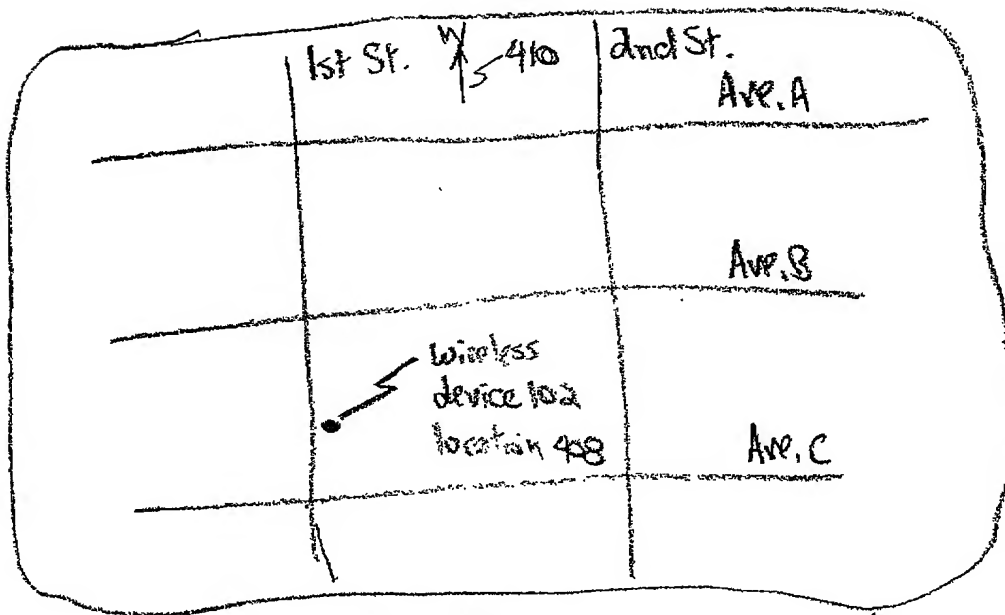 1st St.
N
410
2nd St.
Ave. A
Ave. B
wireless
device 102
location 408
Ave. C